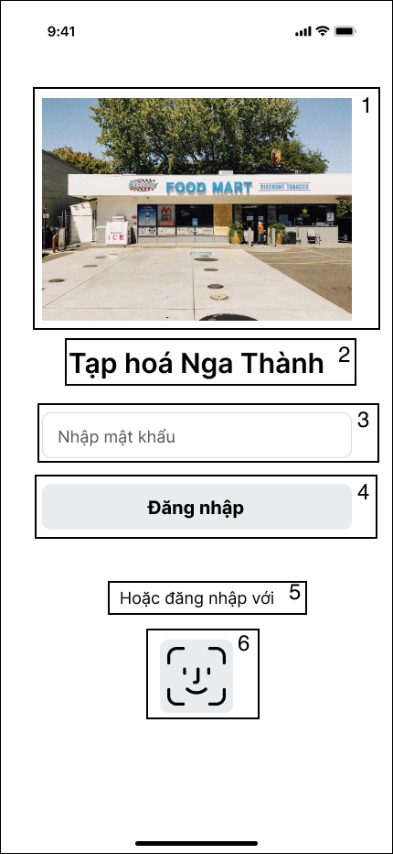 9:41
1
FOOD MART
DISCOUNT TOBACCO
Tạp hoá Nga Thành
2
Nhập mật khẩu
3
Đăng nhập
4
Hoặc đăng nhập với
5
6